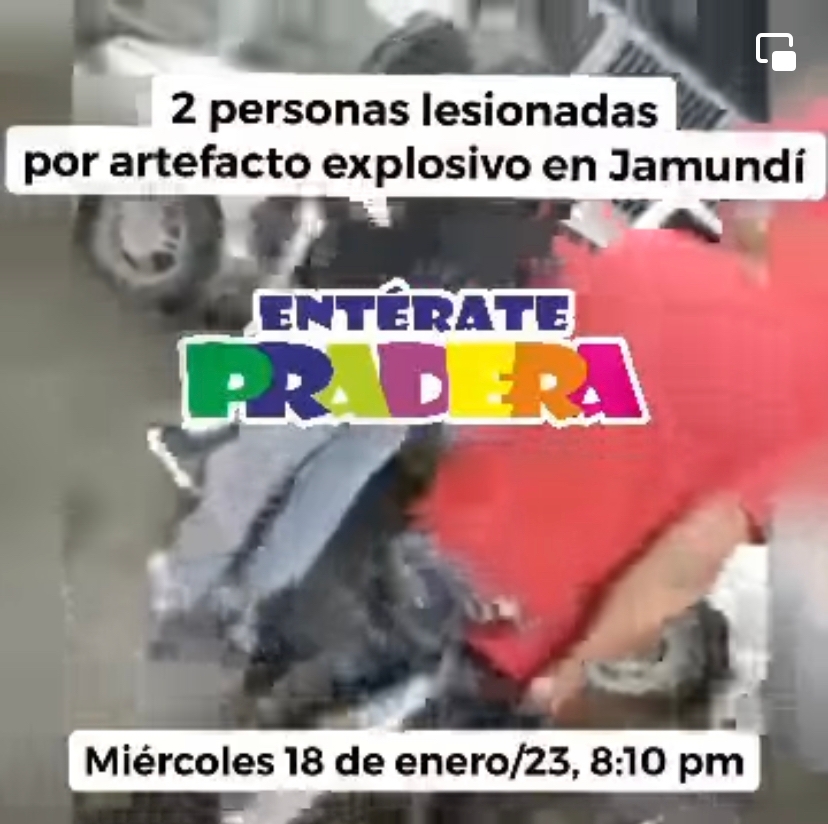 2 personas lesionadas
por artefacto explosivo en Jamundí
ENTÉRATE
PRADERA
Miércoles 18 de enero/23, 8:10 pm